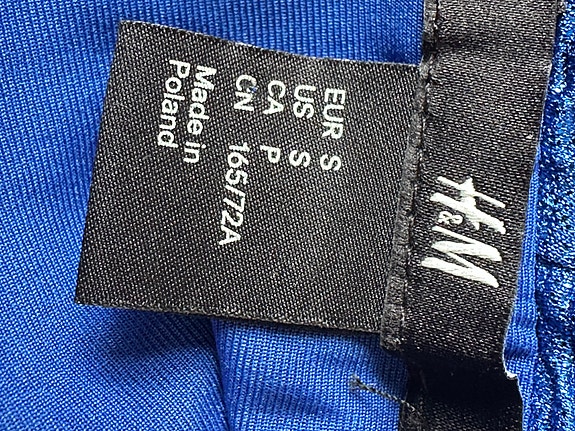 H&M
EUR S
US S
CA P
CN 165/72A
Made in
Poland